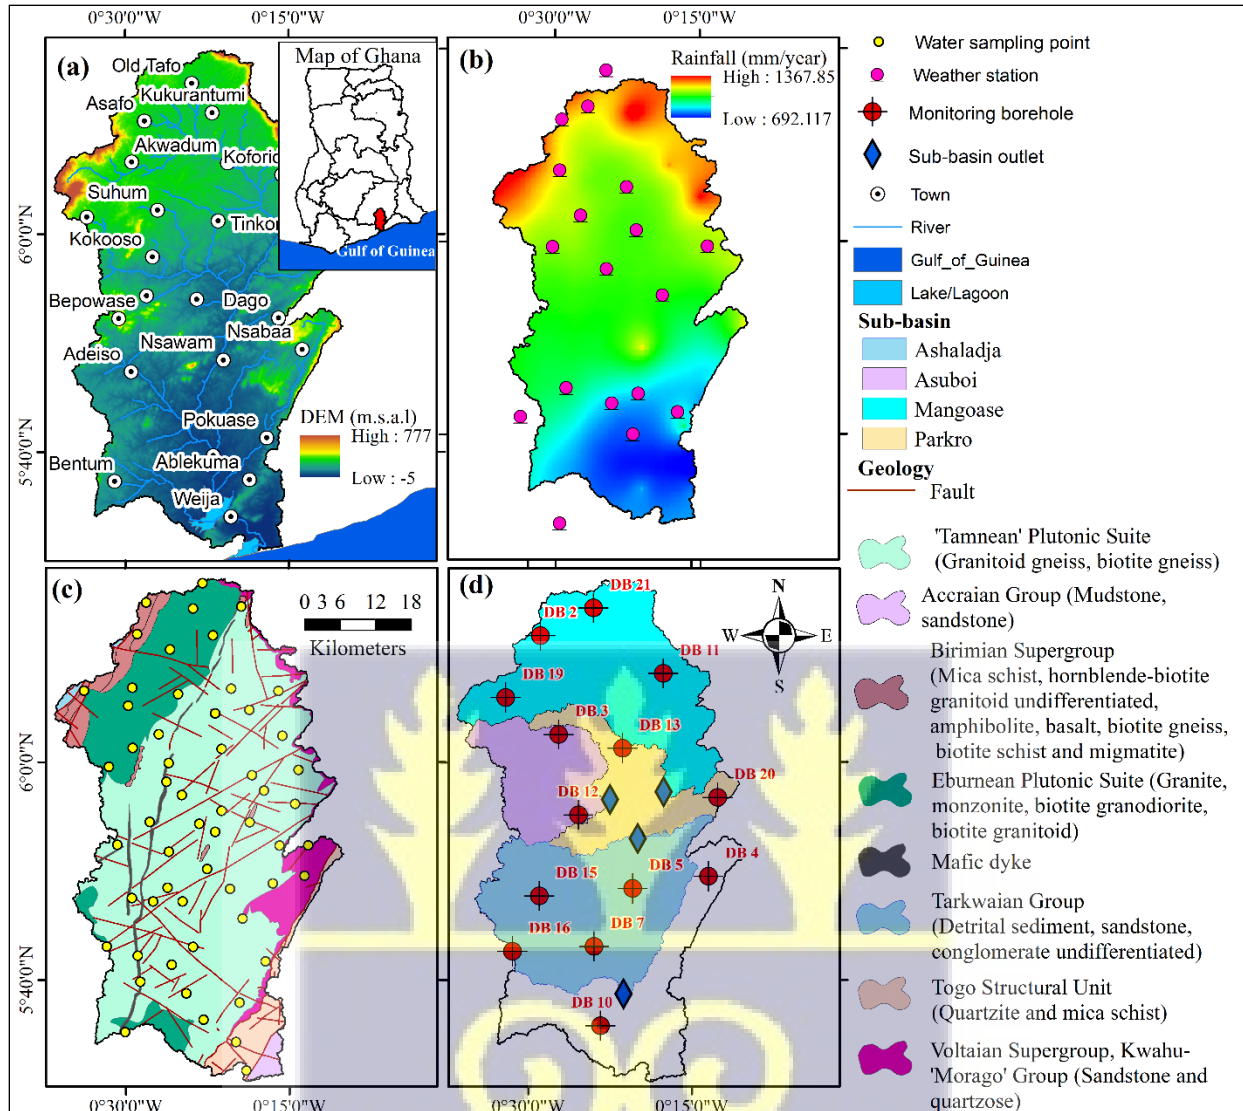 0°30'0"W
0°15'0"W
0°30'0"W
0°15'0"W
(a)
Old Tafo
Kukurantumi
Asafo
Akwadum
Suhum
Tinkor
Kokooso
Bepowase
Dago
Nsabaa
Nsawam
Adeiso
Pokuase
Bentum
Ablekuma
Weija
Map of Ghana
Gulf of Guinea
DEM (m.s.a.l)
High : 777
Low : -5
6°0'0"N
5°40'0"N
(b)
Rainfall (mm/year)
High : 1367.85
Low : 692.117
(c)
0 3 6 12 18
Kilometers
6°0'0"N
5°40'0"N
0°30'0"W
0°15'0"W
(d)
N
W
E
S
DB 21
DB 2
DB 11
DB 19
DB 3
DB 13
DB 20
DB 12
DB 5
DB 4
DB 15
DB 16
DB 7
DB 10
0°30'0"W
0°15'0"W
Water sampling point
Weather station
Monitoring borehole
Sub-basin outlet
Town
River
Gulf_of_Guinea
Lake/Lagoon
Sub-basin
Ashaladja
Asuboi
Mangoase
Parkro
Geology
Fault
'Tamnean' Plutonic Suite
(Granitoid gneiss, biotite gneiss)
Accraian Group (Mudstone,
sandstone)
Birimian Supergroup
(Mica schist, hornblende-biotite
granitoid undifferentiated,
amphibolite, basalt, biotite gneiss,
biotite schist and migmatite)
Eburnean Plutonic Suite (Granite,
monzonite, biotite granodiorite,
biotite granitoid)
Mafic dyke
Tarkwaian Group
(Detrital sediment, sandstone,
conglomerate undifferentiated)
Togo Structural Unit
(Quartzite and mica schist)
Voltaian Supergroup, Kwahu-
'Morago' Group (Sandstone and
quartzose)